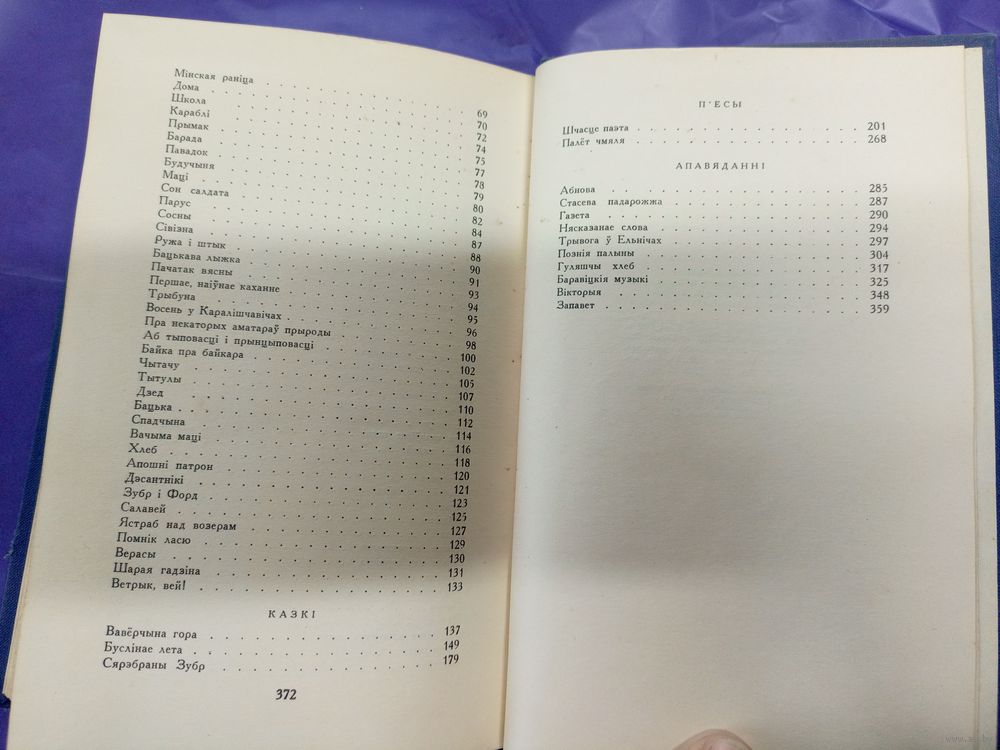 Мінская раніца 69
Дома 70
Школа 72
Караблі 74
Прымак 75
Барада 77
Павадок 78
Будучыня 79
Маці 80
Сон салдата 82
Парус 84
Сосны 87
Сівізна 88
Ружа і штык 90
Бацькава лыжка 91
Пачатак вясны 93
Першае, наіўнае каханне 94
Трыбуна 95
Восень у Каралішчавічах 96
Пра некаторых аматараў прыроды 98
Аб тыповасці і прынцыповасці 100
Байка пра байкара 102
Чытачу 105
Тытулы 107
Дзед 110
Бацька 112
Спадчына 114
Вачыма маці 116
Хлеб 118
Апошні патрон 120
Дэсантнікі 121
Зубр і Форд 123
Салавей 125
Ястраб над возерам 127
Помнік ласю 129
Верасы 130
Шарая гадзіна 131
Ветрык, вей! 133
КАЗКІ
Вавёрчына гора 137
Буслінае лета 149
Сярэбраны Зубр 179
372
П'ЕСЫ
Шчасце паэта 201
Палёт чмяля 268
АПАВЯДАННІ
Абнова 285
Стасева падарожжа 287
Газета 290
Нясказанае слова 294
Трывога ў Ельнічах 297
Познія палыны 304
Гуляшчы хлеб 317
Баравіцкія музыкі 325
Вікторыя 348
Запавет 359